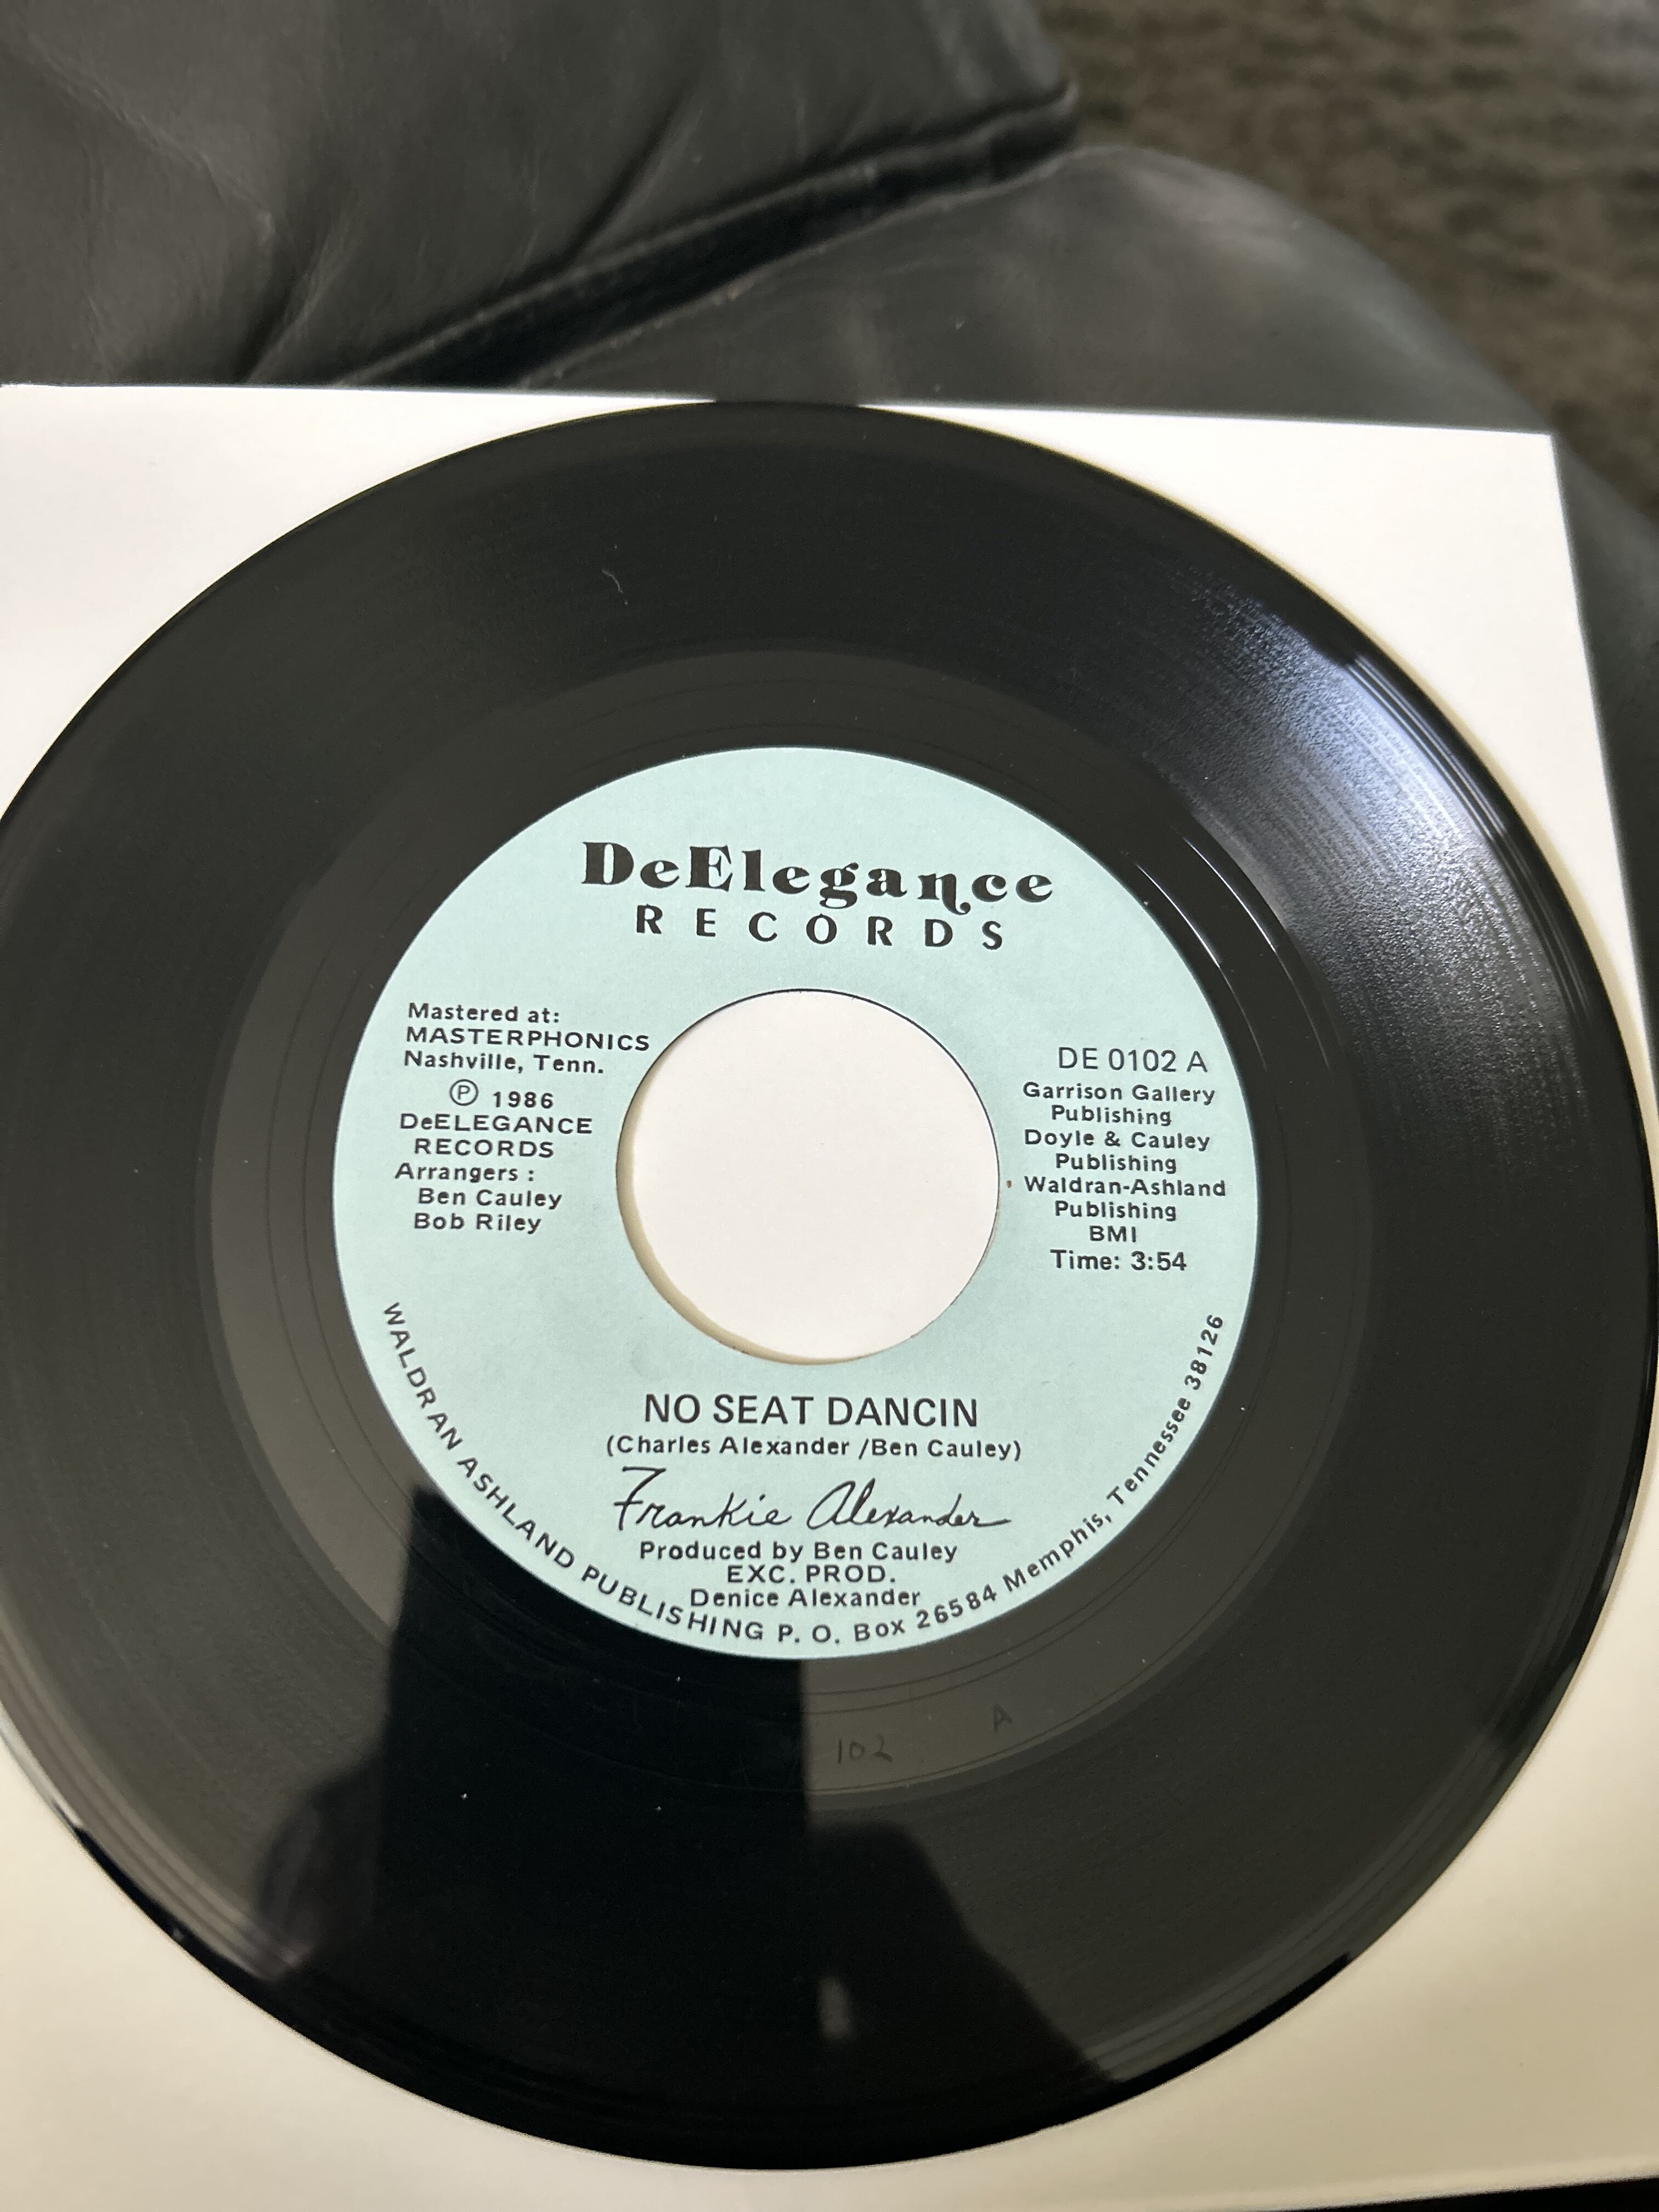 DeElegance
RECORDS
Mastered at:
MASTERPHONICS
Nashville, Tenn.
Ⓟ 1986
DeELEGANCE
RECORDS
Arrangers :
Ben Cauley
Bob Riley
DE 0102 A
Garrison Gallery
Publishing
Doyle & Cauley
Publishing
Waldran-Ashland
Publishing
BMI
Time: 3:54
NO SEAT DANCIN
(Charles Alexander /Ben Cauley)
Frankie Alexander
Produced by Ben Cauley
EXC. PROD.
Denice Alexander
WALDRAN ASHLAND PUBLISHING P. O. Box 26584 Memphis, Tennessee 38126
102 A